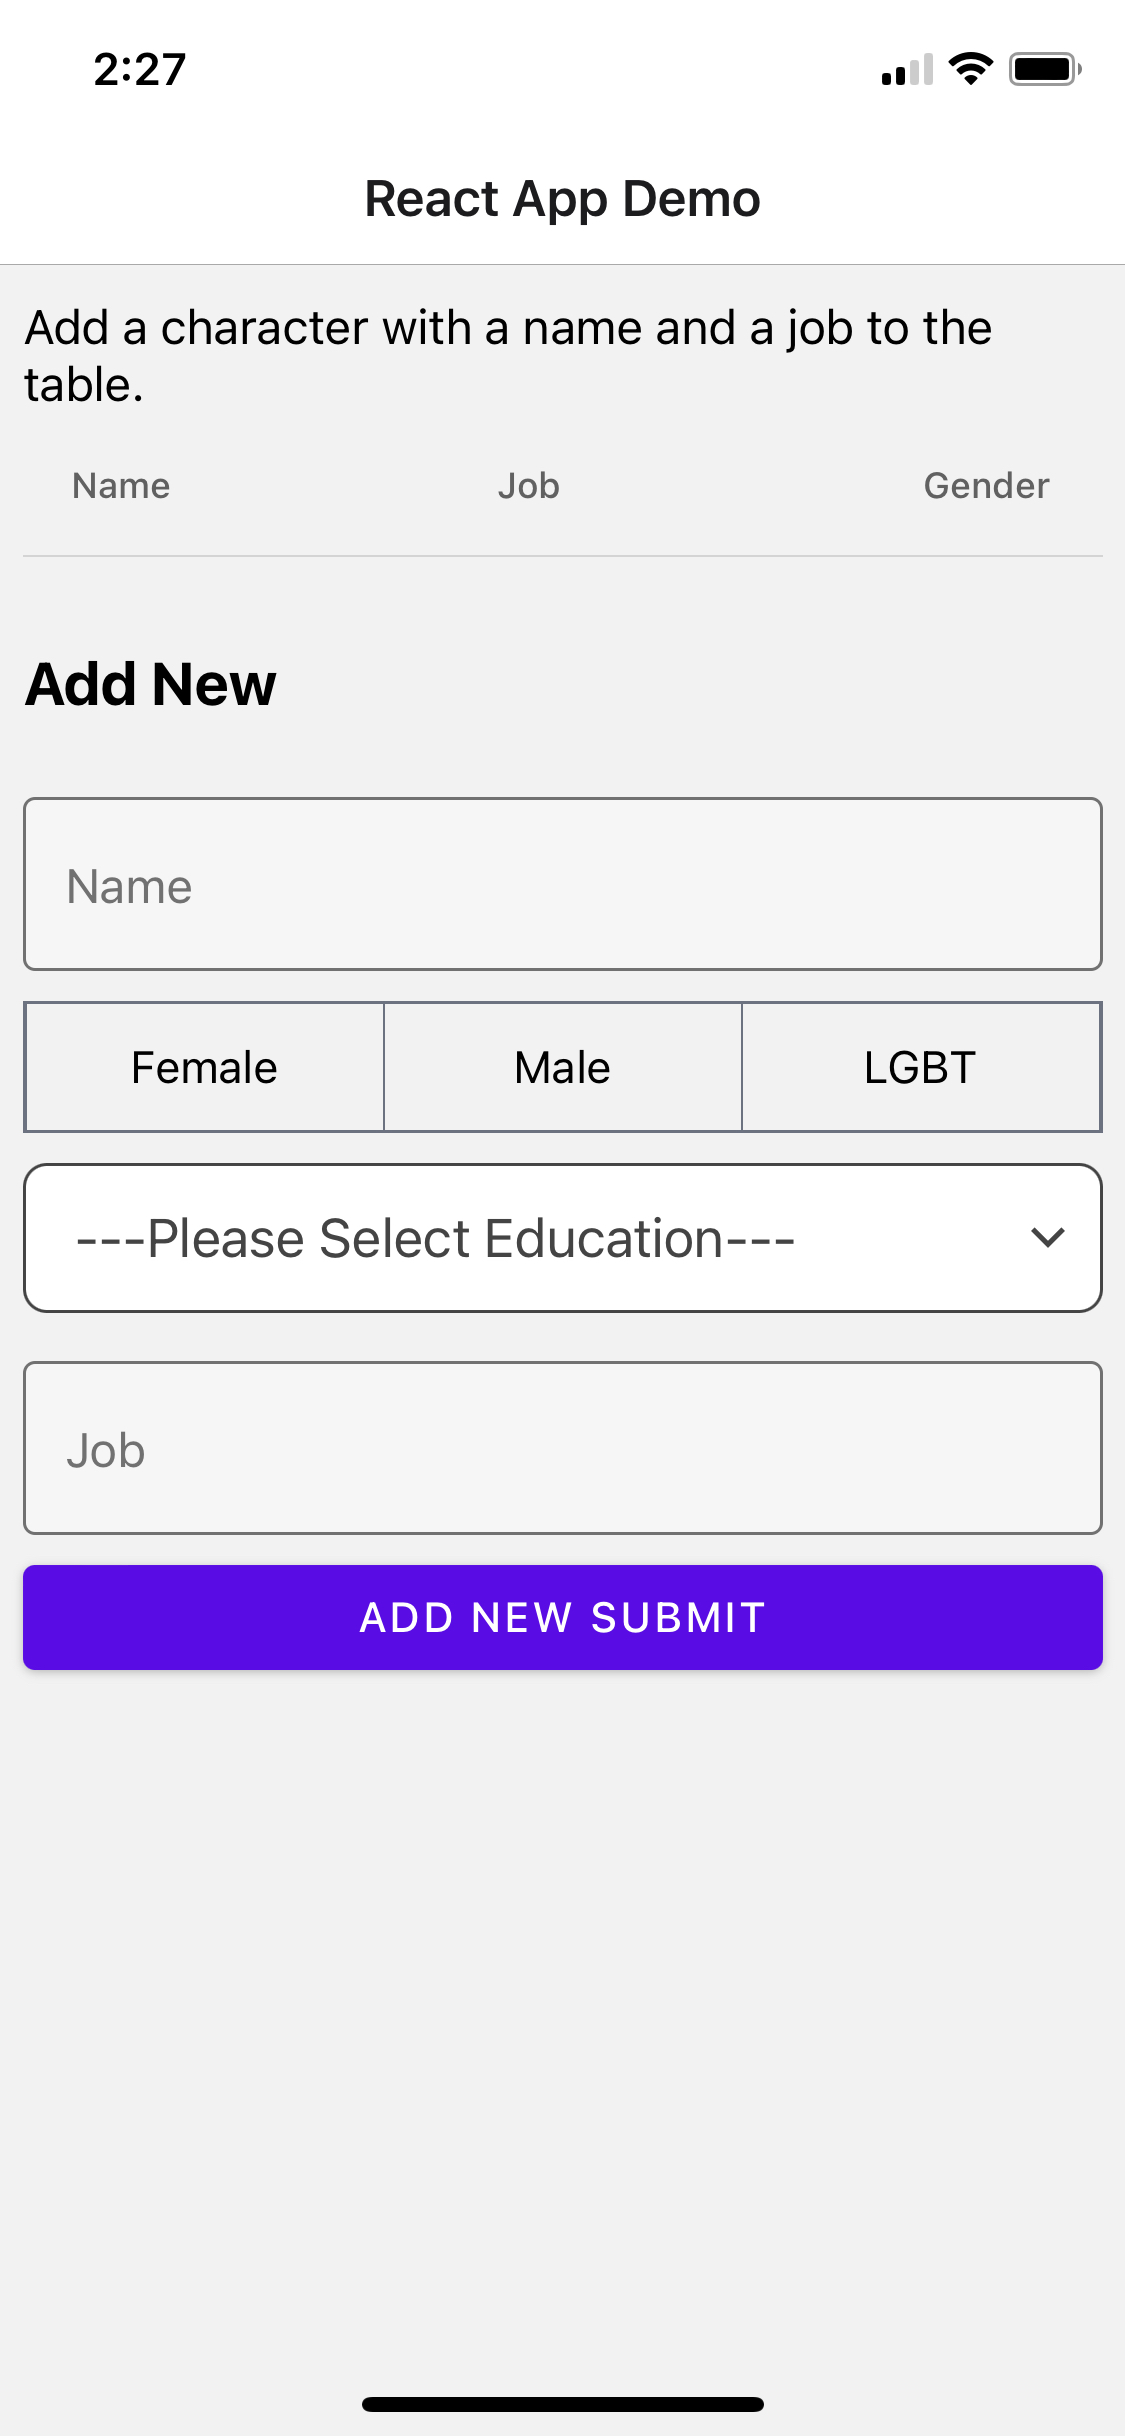 2:27
React App Demo
Add a character with a name and a job to the
table.
Name Job Gender
Add New
Name
Female Male LGBT
---Please Select Education---
Job
ADD NEW SUBMIT